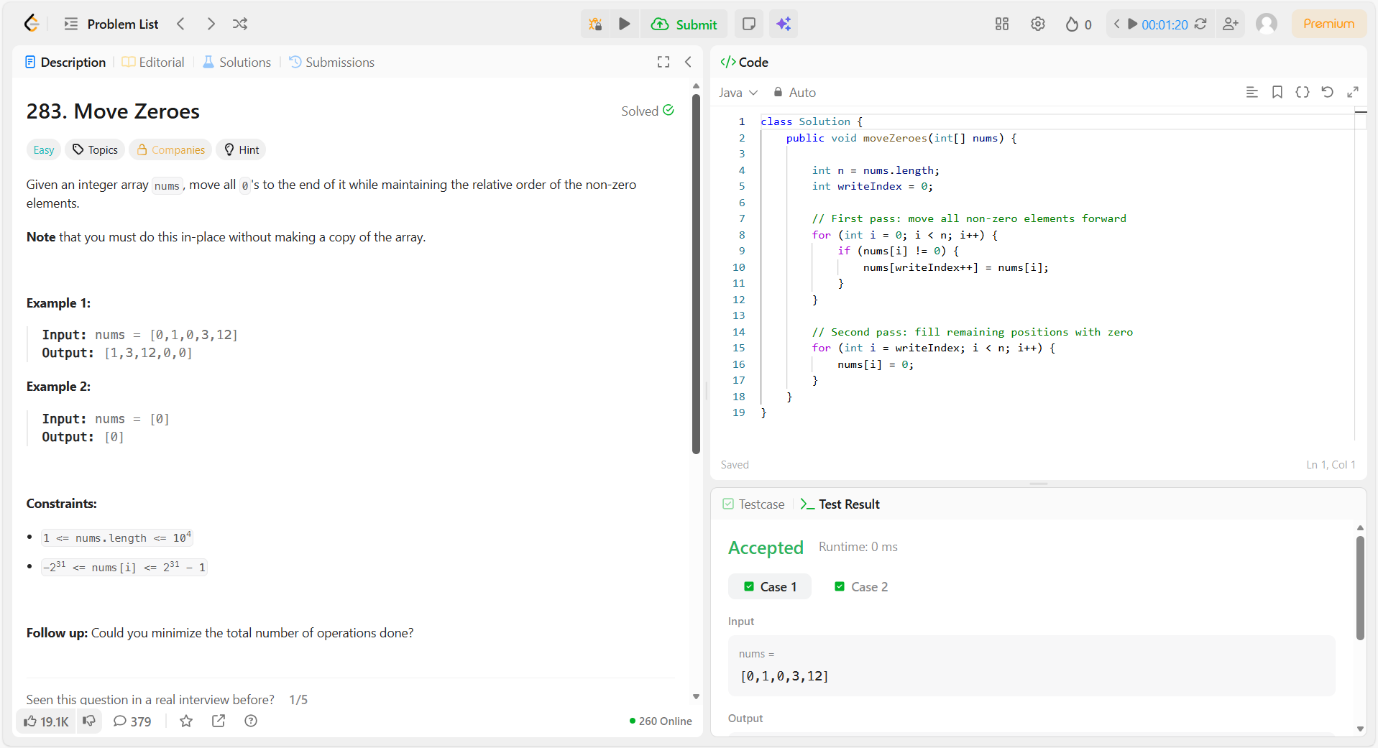 Problem List
Submit
0
00:01:20
Premium
Description
Editorial
Solutions
Submissions
283. Move Zeroes
Solved
Easy
Topics
Companies
Hint
Given an integer array nums, move all 0's to the end of it while maintaining the relative order of the non-zero
elements.
Note that you must do this in-place without making a copy of the array.
Example 1:
Input: nums = [0,1,0,3,12]
Output: [1,3,12,0,0]
Example 2:
Input: nums = [0]
Output: [0]
Constraints:
• 1 <= nums.length <= 10⁴
• -2³¹ <= nums[i] <= 2³¹ - 1
Follow up: Could you minimize the total number of operations done?
Seen this question in a real interview before? 1/5
19.1K
379
260 Online
</> Code
Java
Auto
1 class Solution {
2     public void moveZeroes(int[] nums) {
3
4         int n = nums.length;
5         int writeIndex = 0;
6
7         // First pass: move all non-zero elements forward
8         for (int i = 0; i < n; i++) {
9             if (nums[i] != 0) {
10                 nums[writeIndex++] = nums[i];
11             }
12         }
13
14         // Second pass: fill remaining positions with zero
15         for (int i = writeIndex; i < n; i++) {
16             nums[i] = 0;
17         }
18     }
19 }
Saved
Ln 1, Col 1
Testcase
>_ Test Result
Accepted
Runtime: 0 ms
Case 1
Case 2
Input
nums =
[0,1,0,3,12]
Output